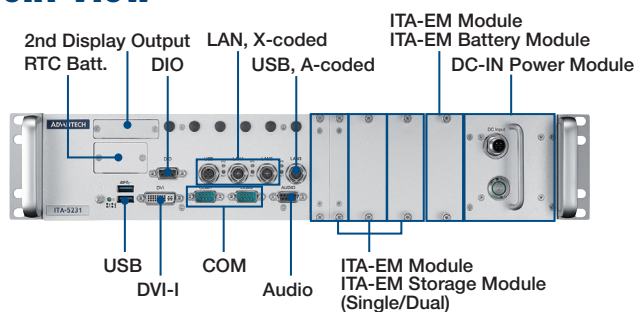 2nd Display Output
RTC Batt.
DIO
LAN, X-coded
USB, A-coded
ITA-EM Module
ITA-EM Battery Module
DC-IN Power Module
ADVANTECH
DC Input
DIO
USB
LAN3
DVI
AUDIO
ITA-5231
USB
DVI-I
COM
Audio
ITA-EM Module
ITA-EM Storage Module
(Single/Dual)